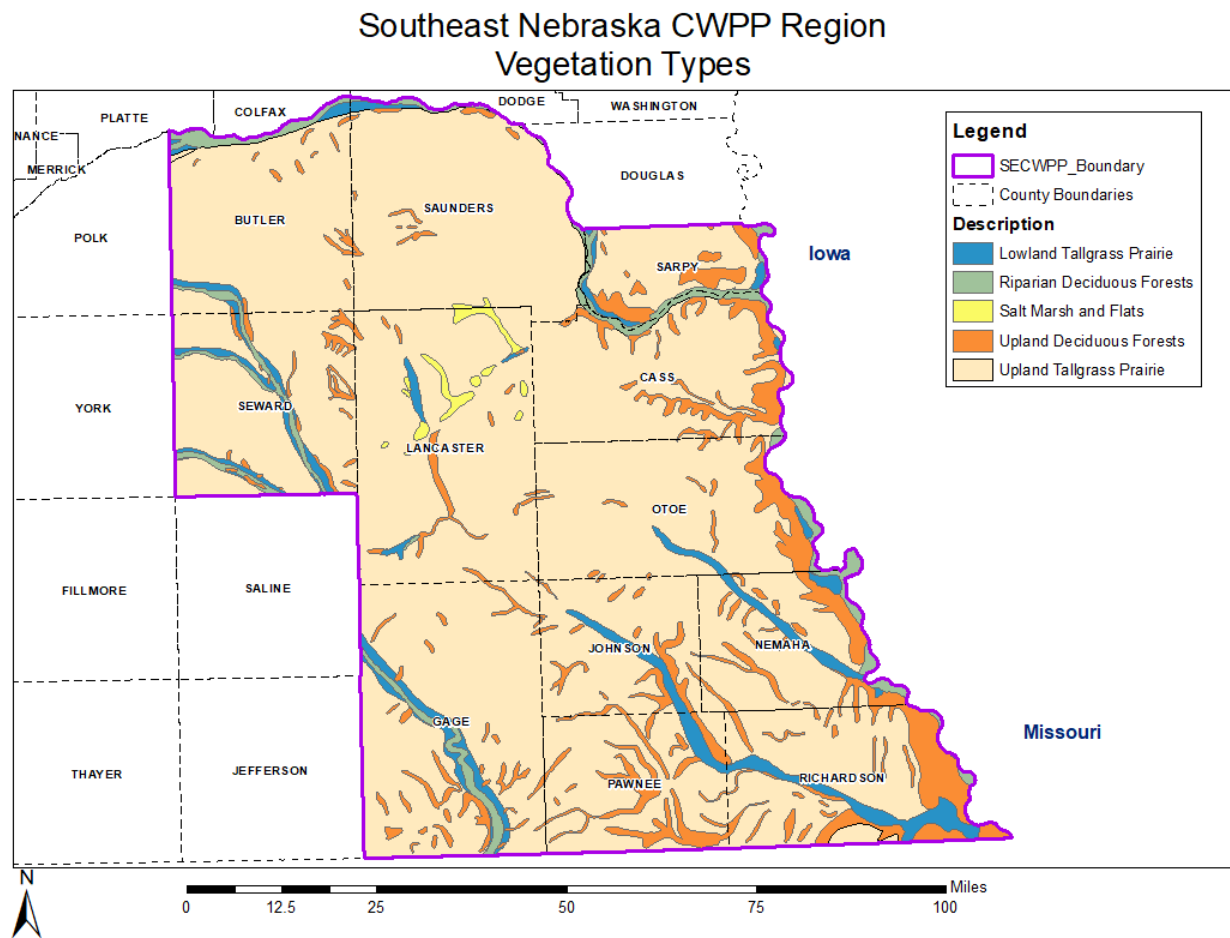 Southeast Nebraska CWPP Region
Vegetation Types
NANCE
PLATTE
COLFAX
DODGE
WASHINGTON
MERRICK
DOUGLAS
POLK
BUTLER
SAUNDERS
SARPY
Iowa
YORK
SEWARD
LANCASTER
CASS
OTOE
FILLMORE
SALINE
JOHNSON
NEMAHA
GAGE
Missouri
THAYER
JEFFERSON
PAWNEE
RICHARDSON
Legend
SECWPP_Boundary
County Boundaries
Description
Lowland Tallgrass Prairie
Riparian Deciduous Forests
Salt Marsh and Flats
Upland Deciduous Forests
Upland Tallgrass Prairie
N
Miles
0 12.5 25 50 75 100